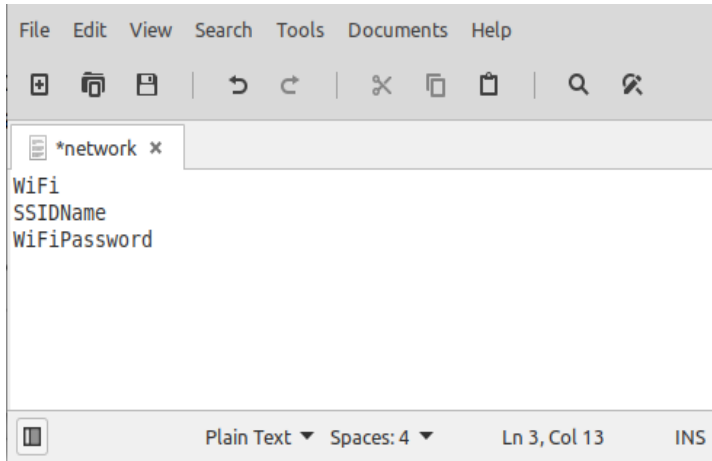 File Edit View Search Tools Documents Help
*network ×
WiFi
SSIDName
WiFiPassword
Plain Text Spaces: 4 Ln 3, Col 13 INS